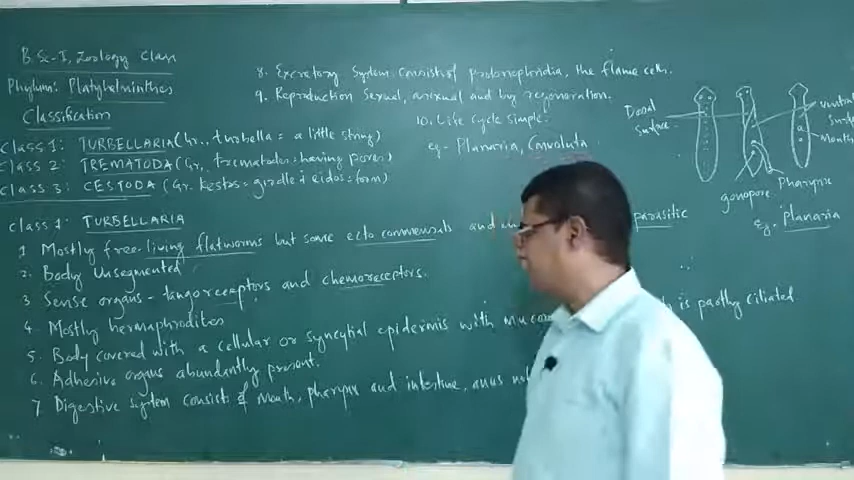 B.Sc-I, Zoology Class
Phylum: Platyhelminthes
Classification
Class 1: TURBELLARIA (Gr., turbella = a little string)
Class 2: TREMATODA (Gr, trematodes = having pores)
Class 3: CESTODA (Gr. kestos = girdle + eidos = form)
Class 1: TURBELLARIA
1 Mostly free-living flatworms but some ecto commensals and parasitic
2. Body Unsegmented
3 Sense organs - tangoreceptors and chemoreceptors.
4. Mostly hermaphrodites
5. Body covered with a cellular or syncytial epidermis with is partly ciliated
6. Adhesive organs abundantly present.
7 Digestive system consists of mouth, pharynx and intestine, anus
8. Excretory System consists of protonephridia, the flame cells.
9. Reproduction Sexual, asexual and by regeneration.
10. Life Cycle simple.
eg - Planaria, Convoluta
Dorsal surface
ventral
Mouth
gonopore
Pharynx
eg. Planaria